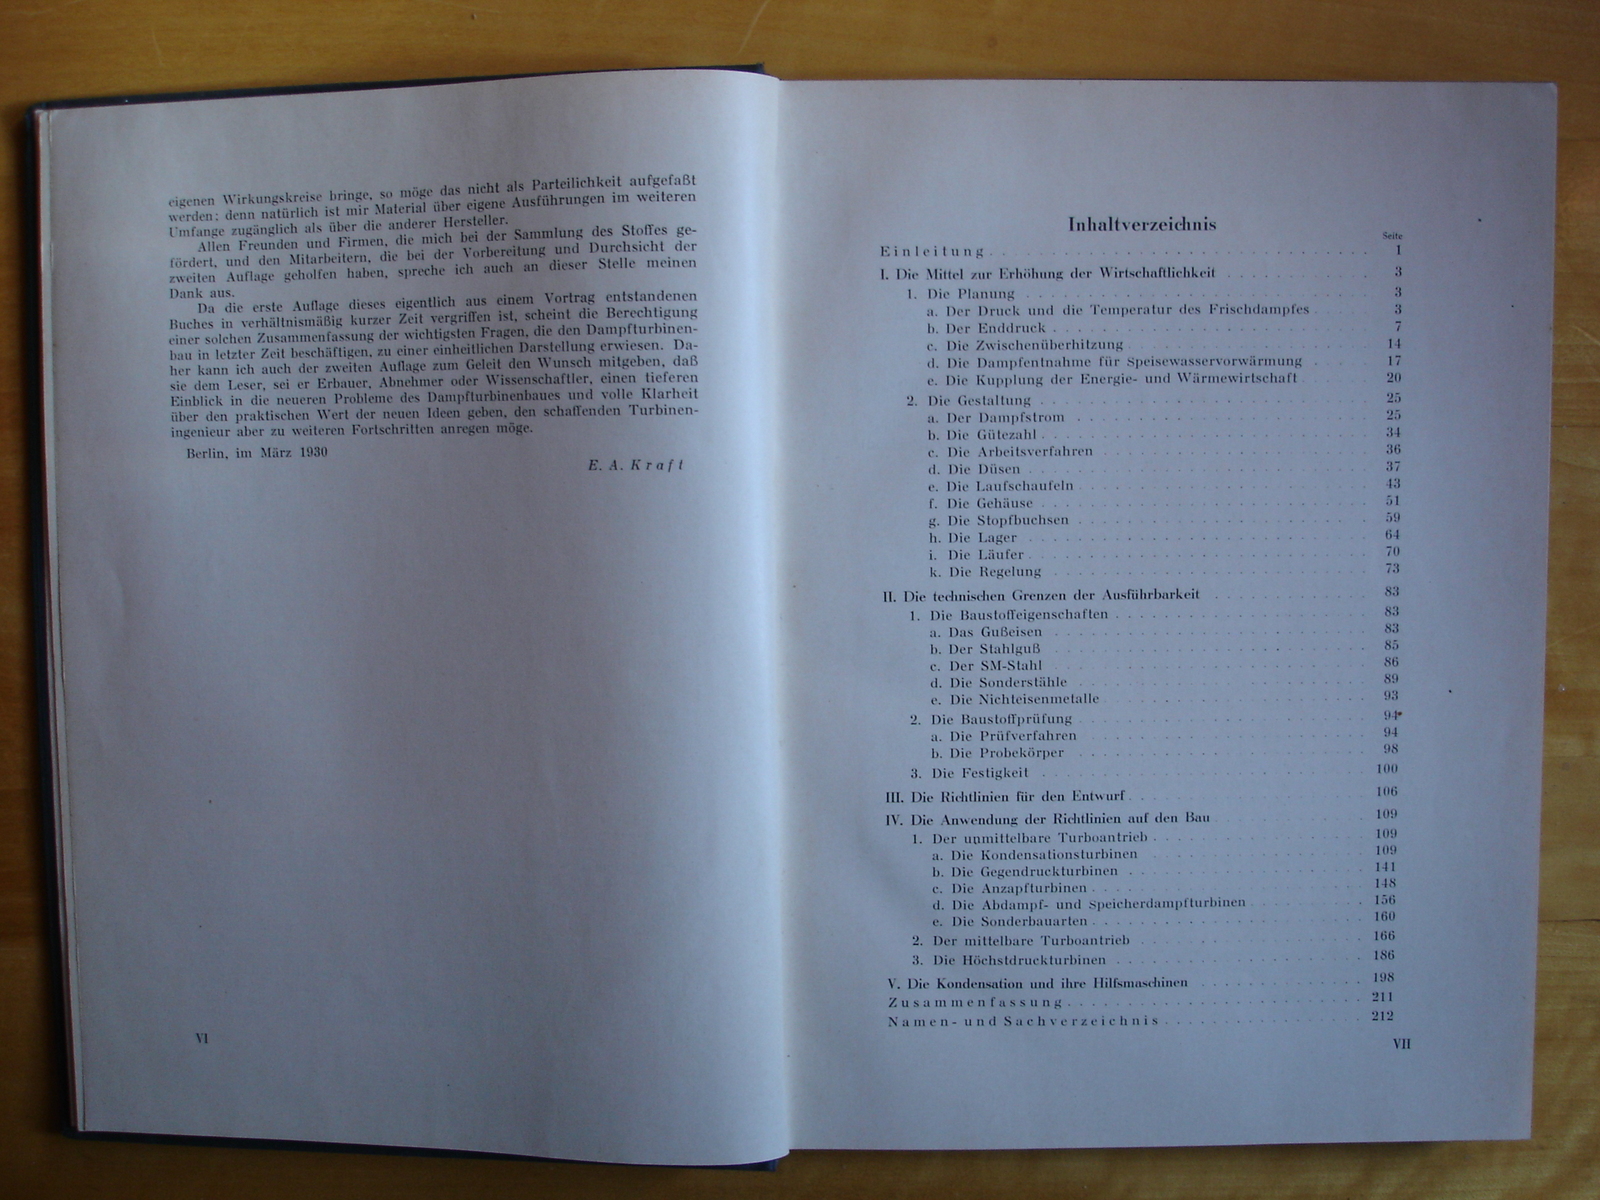 eigenen Wirkungskreise bringe, so möge das nicht als Parteilichkeit aufgefaßt
werden; denn natürlich ist mir Material über eigene Ausführungen im weiteren
Umfange zugänglich als über die anderer Hersteller.
Allen Freunden und Firmen, die mich bei der Sammlung des Stoffes ge-
fördert, und den Mitarbeitern, die bei der Vorbereitung und Durchsicht der
zweiten Auflage geholfen haben, spreche ich auch an dieser Stelle meinen
Dank aus.
Da die erste Auflage dieses eigentlich aus einem Vortrag entstandenen
Buches in verhältnismäßig kurzer Zeit vergriffen ist, scheint die Berechtigung
einer solchen Zusammenfassung der wichtigsten Fragen, die den Dampfturbinen-
bau in letzter Zeit beschäftigen, zu einer einheitlichen Darstellung erwiesen. Da-
her kann ich auch der zweiten Auflage zum Geleit den Wunsch mitgeben, daß
sie dem Leser, sei er Erbauer, Abnehmer oder Wissenschaftler, einen tieferen
Einblick in die neueren Probleme des Dampfturbinenbaues und volle Klarheit
über den praktischen Wert der neuen Ideen geben, den schaffenden Turbinen-
ingenieur aber zu weiteren Fortschritten anregen möge.
Berlin, im März 1930
E. A. Kraft
VI
Inhaltverzeichnis
Seite
Einleitung 1
I. Die Mittel zur Erhöhung der Wirtschaftlichkeit 3
1. Die Planung 3
a. Der Druck und die Temperatur des Frischdampfes 3
b. Der Enddruck 7
c. Die Zwischenüberhitzung 14
d. Die Dampfentnahme für Speisewasservorwärmung 17
e. Die Kupplung der Energie- und Wärmewirtschaft 20
2. Die Gestaltung 25
a. Der Dampfstrom 25
b. Die Gütezahl 34
c. Die Arbeitsverfahren 36
d. Die Düsen 37
e. Die Laufschaufeln 43
f. Die Gehäuse 51
g. Die Stopfbuchsen 59
h. Die Lager 64
i. Die Läufer 70
k. Die Regelung 73
II. Die technischen Grenzen der Ausführbarkeit 83
1. Die Baustoffeigenschaften 83
a. Das Gußeisen 83
b. Der Stahlguß 85
c. Der SM-Stahl 86
d. Die Sonderstähle 89
e. Die Nichteisenmetalle 93
2. Die Baustoffprüfung 94
a. Die Prüfverfahren 94
b. Die Probekörper 98
3. Die Festigkeit 100
III. Die Richtlinien für den Entwurf 106
IV. Die Anwendung der Richtlinien auf den Bau 109
1. Der unmittelbare Turboantrieb 109
a. Die Kondensationsturbinen 109
b. Die Gegendruckturbinen 141
c. Die Anzapfturbinen 148
d. Die Abdampf- und Speicherdampfturbinen 156
e. Die Sonderbauarten 160
2. Der mittelbare Turboantrieb 166
3. Die Höchstdruckturbinen 186
V. Die Kondensation und ihre Hilfsmaschinen 198
Zusammenfassung 211
Namen- und Sachverzeichnis 212
VII